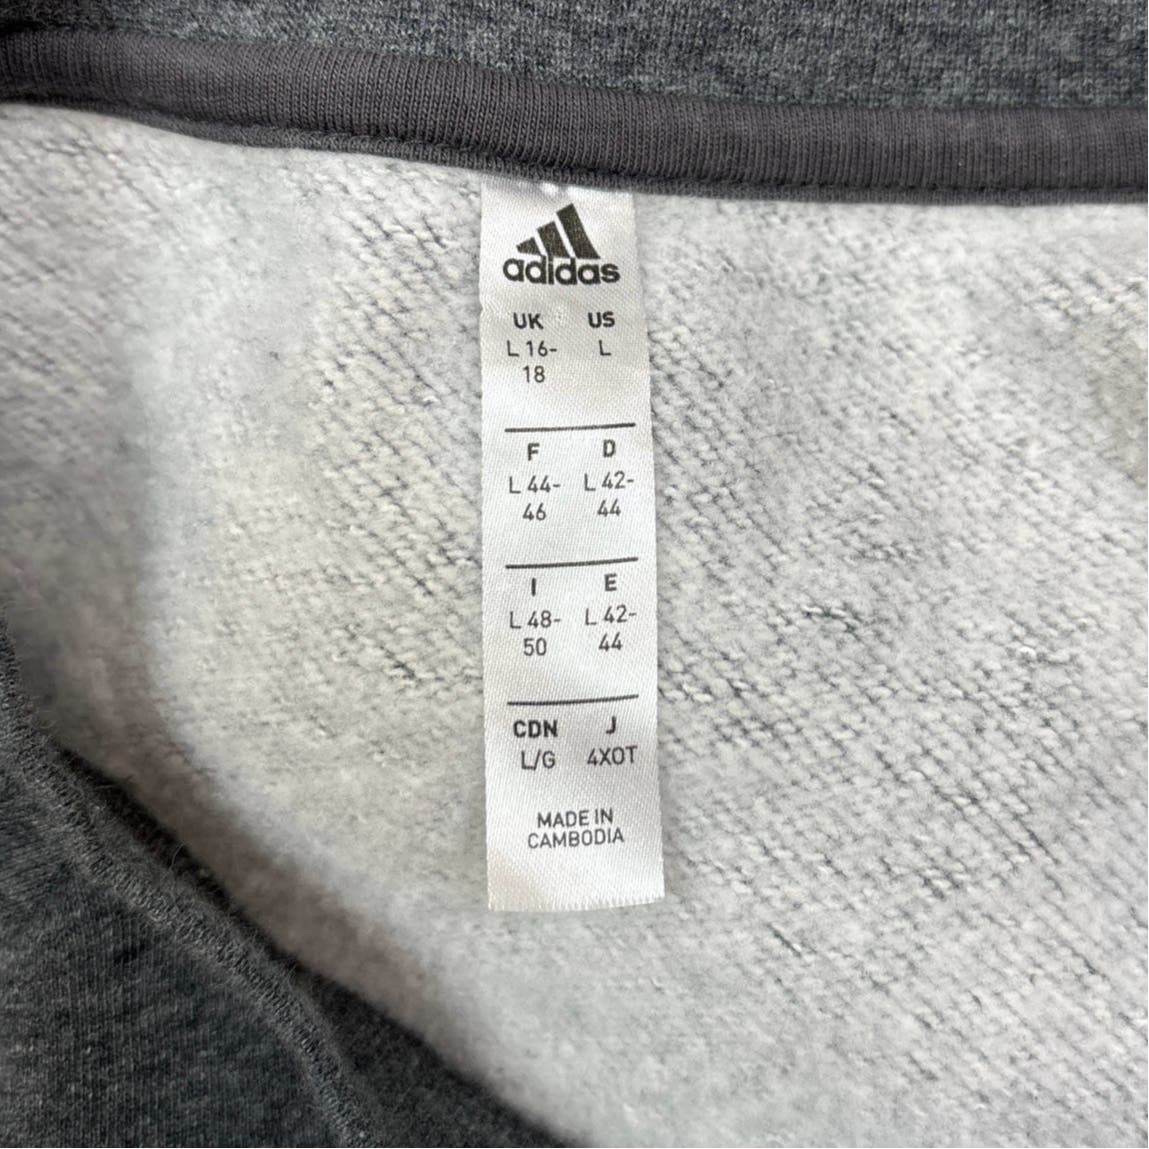 adidas
UK US
L 16-18 L
F D
L 44-46 L 42-44
I E
L 48-50 L 42-44
CDN J
L/G 4XOT
MADE IN
CAMBODIA